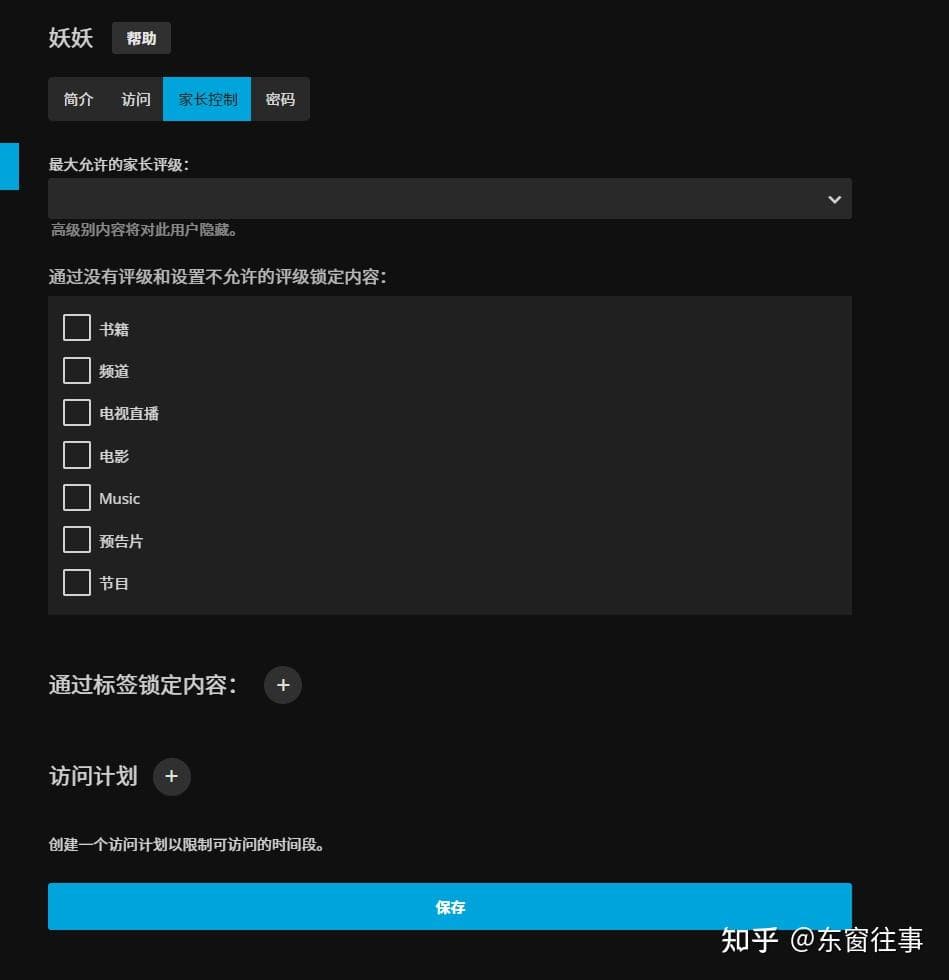 妖妖 帮助
简介 访问 家长控制 密码
最大允许的家长评级：
高级别内容将对此用户隐藏。
通过没有评级和设置不允许的评级锁定内容：
书籍
频道
电视直播
电影
Music
预告片
节目
通过标签锁定内容： +
访问计划 +
创建一个访问计划以限制可访问的时间段。
保存
知乎 @东窗往事